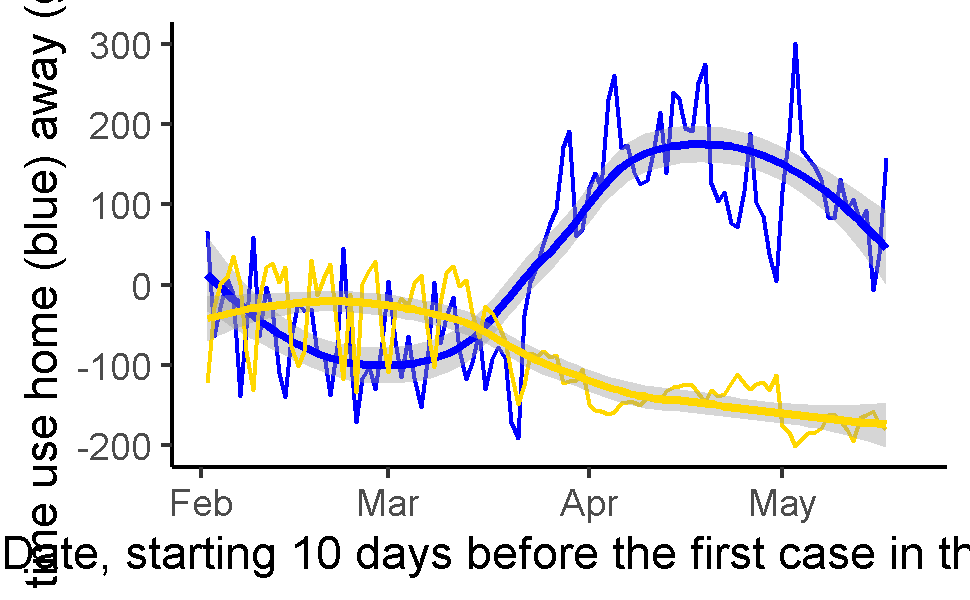 time use home (blue) away (
300
200
100
0
-100
-200
Feb Mar Apr May
Date, starting 10 days before the first case in th